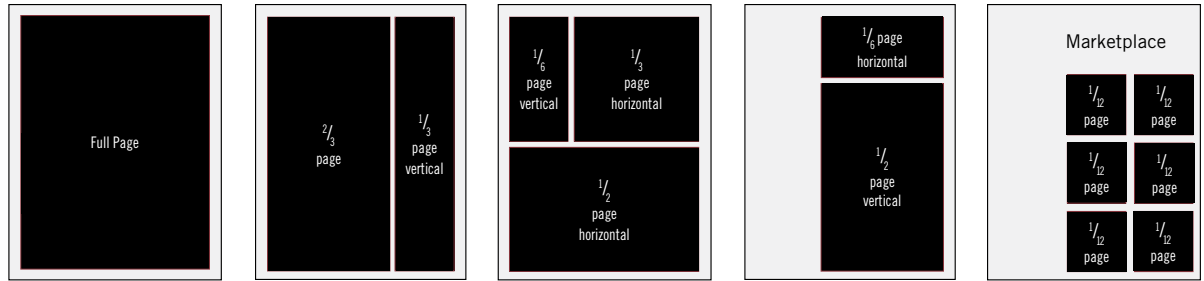 Full Page
2/3
page
1/3
page
vertical
1/6
page
vertical
1/3
page
horizontal
1/2
page
horizontal
1/6 page
horizontal
1/2
page
vertical
Marketplace
1/12
page
1/12
page
1/12
page
1/12
page
1/12
page
1/12
page